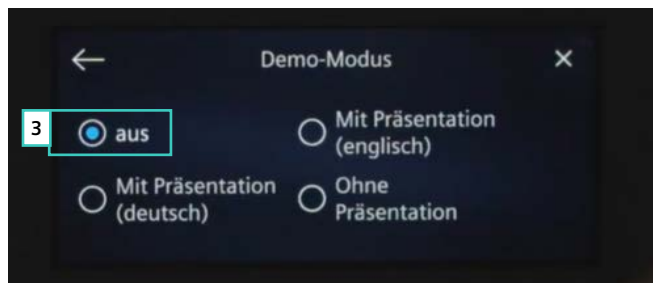 Demo-Modus
3
aus
Mit Präsentation
(englisch)
Mit Präsentation
(deutsch)
Ohne
Präsentation